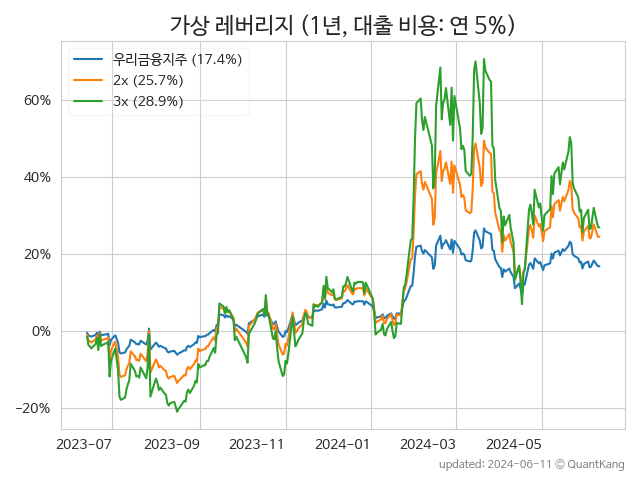 가상 레버리지 (1년, 대출 비용: 연 5%)
우리금융지주 (17.4%)
2x (25.7%)
3x (28.9%)
60%
40%
20%
0%
−20%
2023-07 2023-09 2023-11 2024-01 2024-03 2024-05
updated: 2024-06-11 © QuantKang